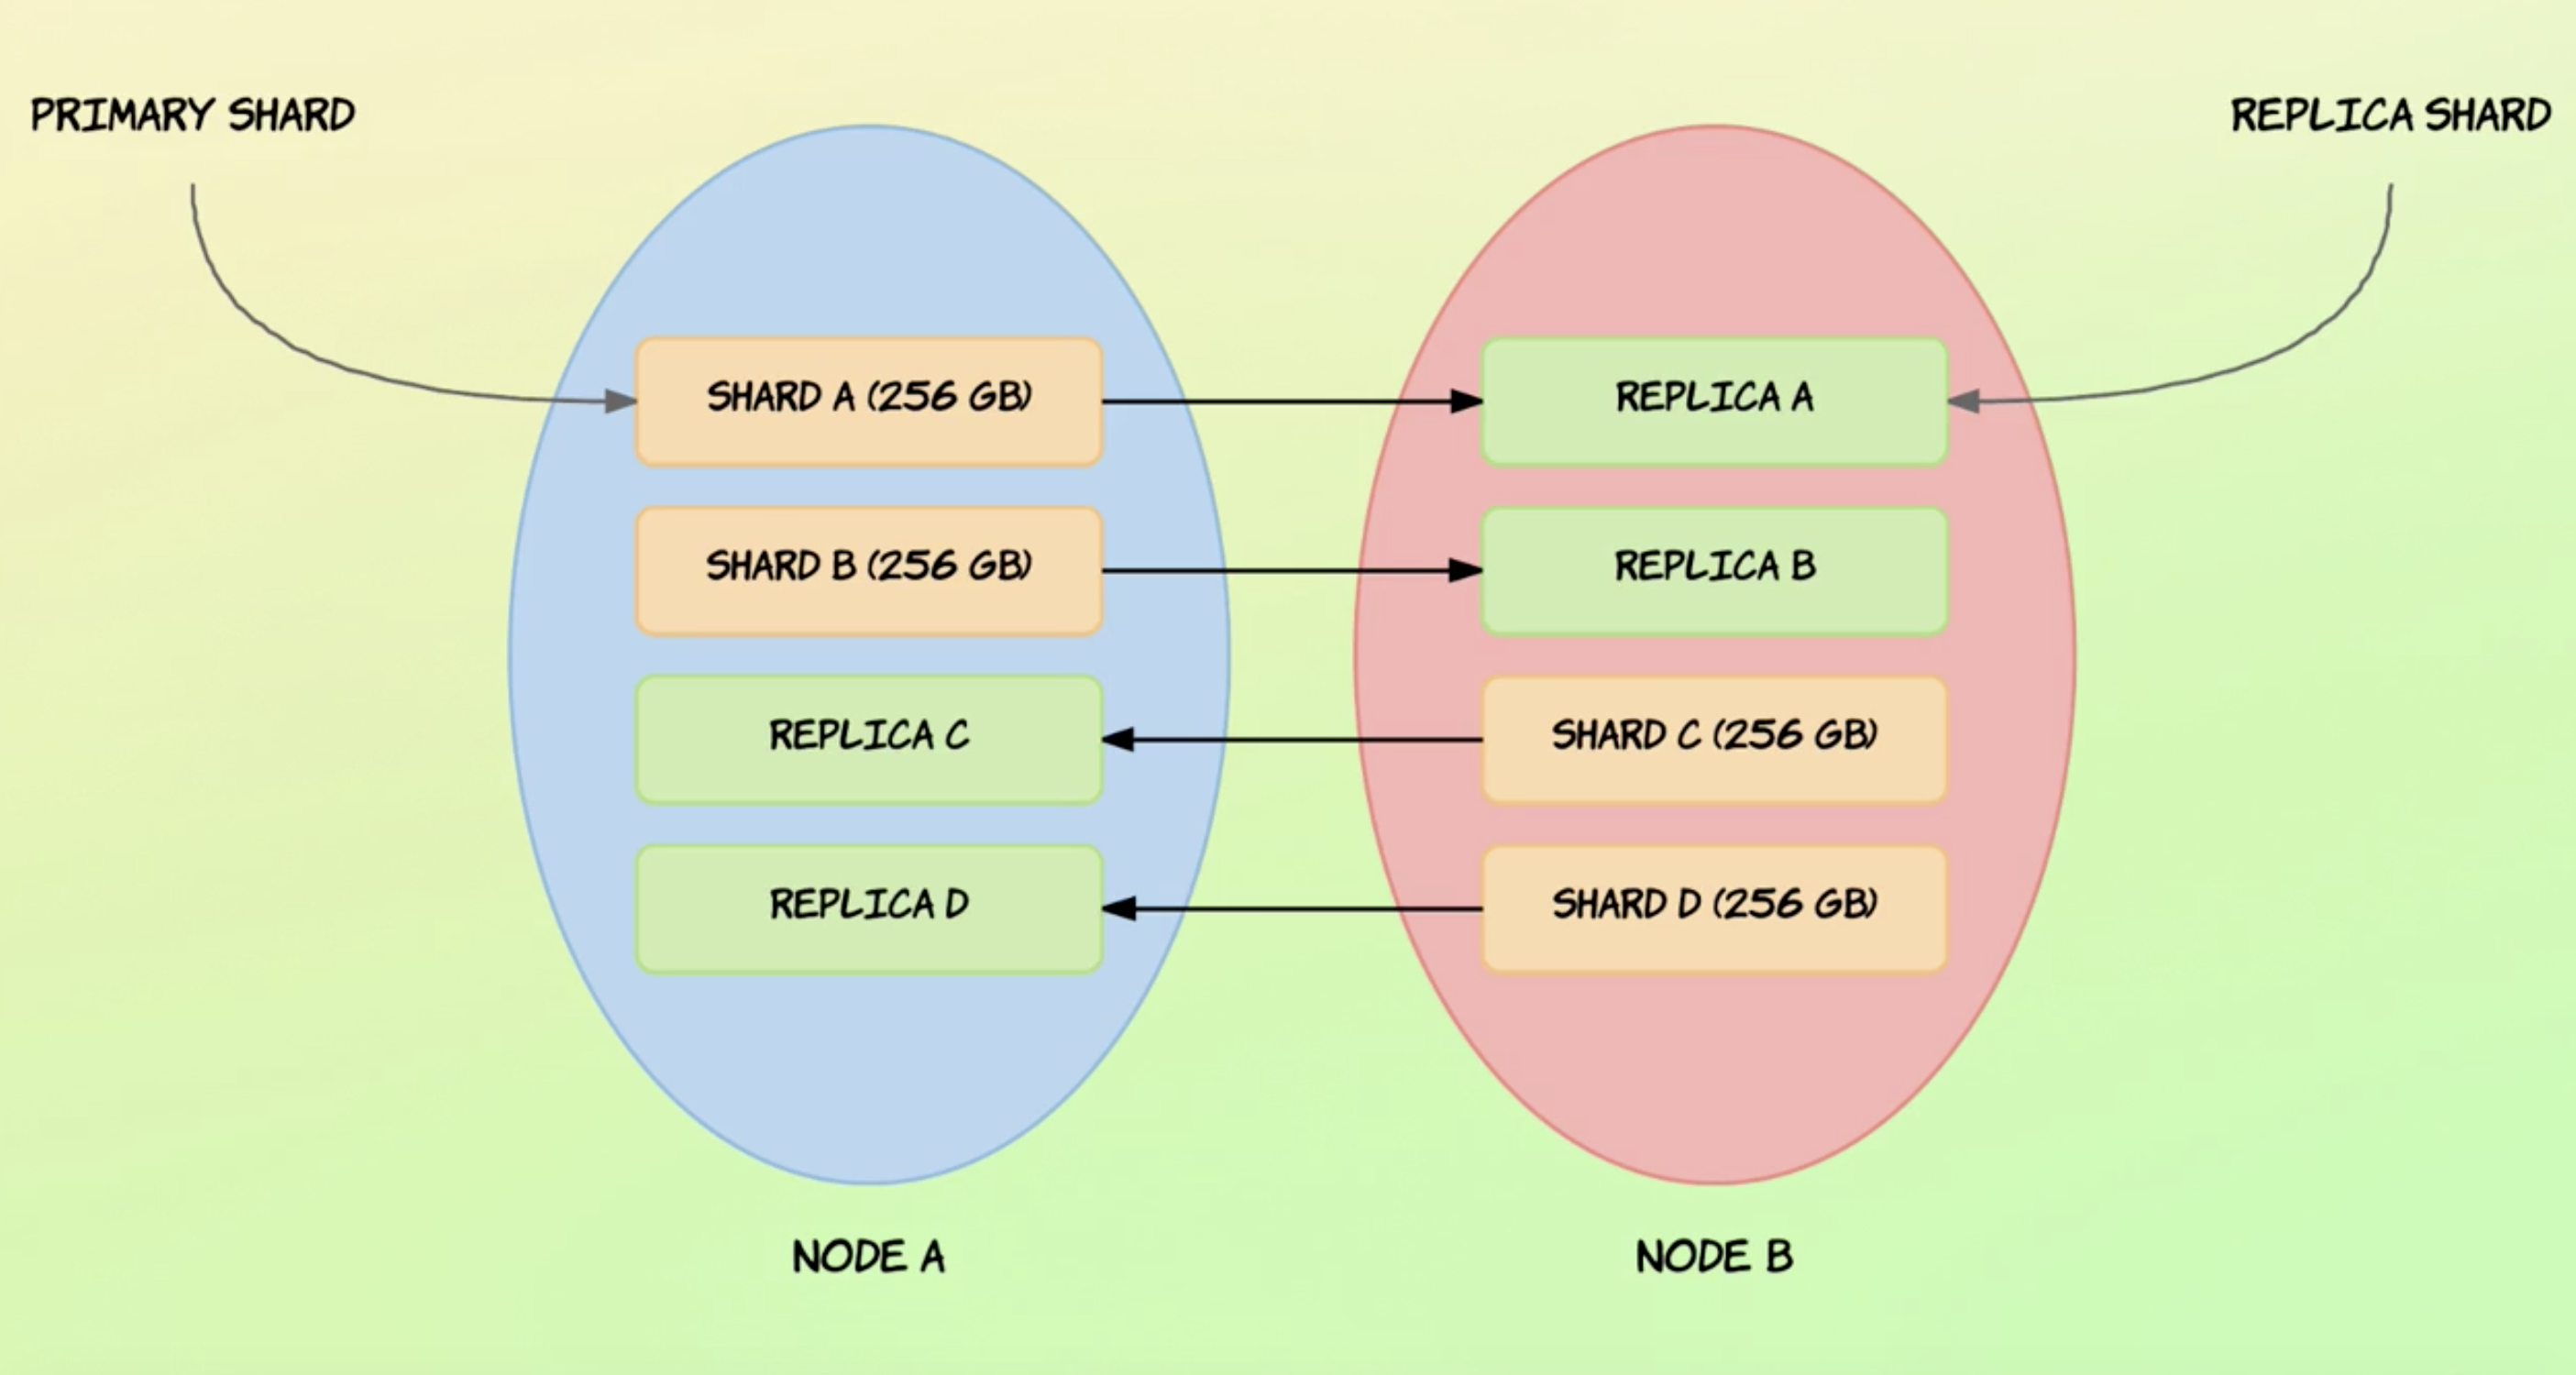 PRIMARY SHARD
REPLICA SHARD
SHARD A (256 GB)
REPLICA A
SHARD B (256 GB)
REPLICA B
REPLICA C
SHARD C (256 GB)
REPLICA D
SHARD D (256 GB)
NODE A
NODE B